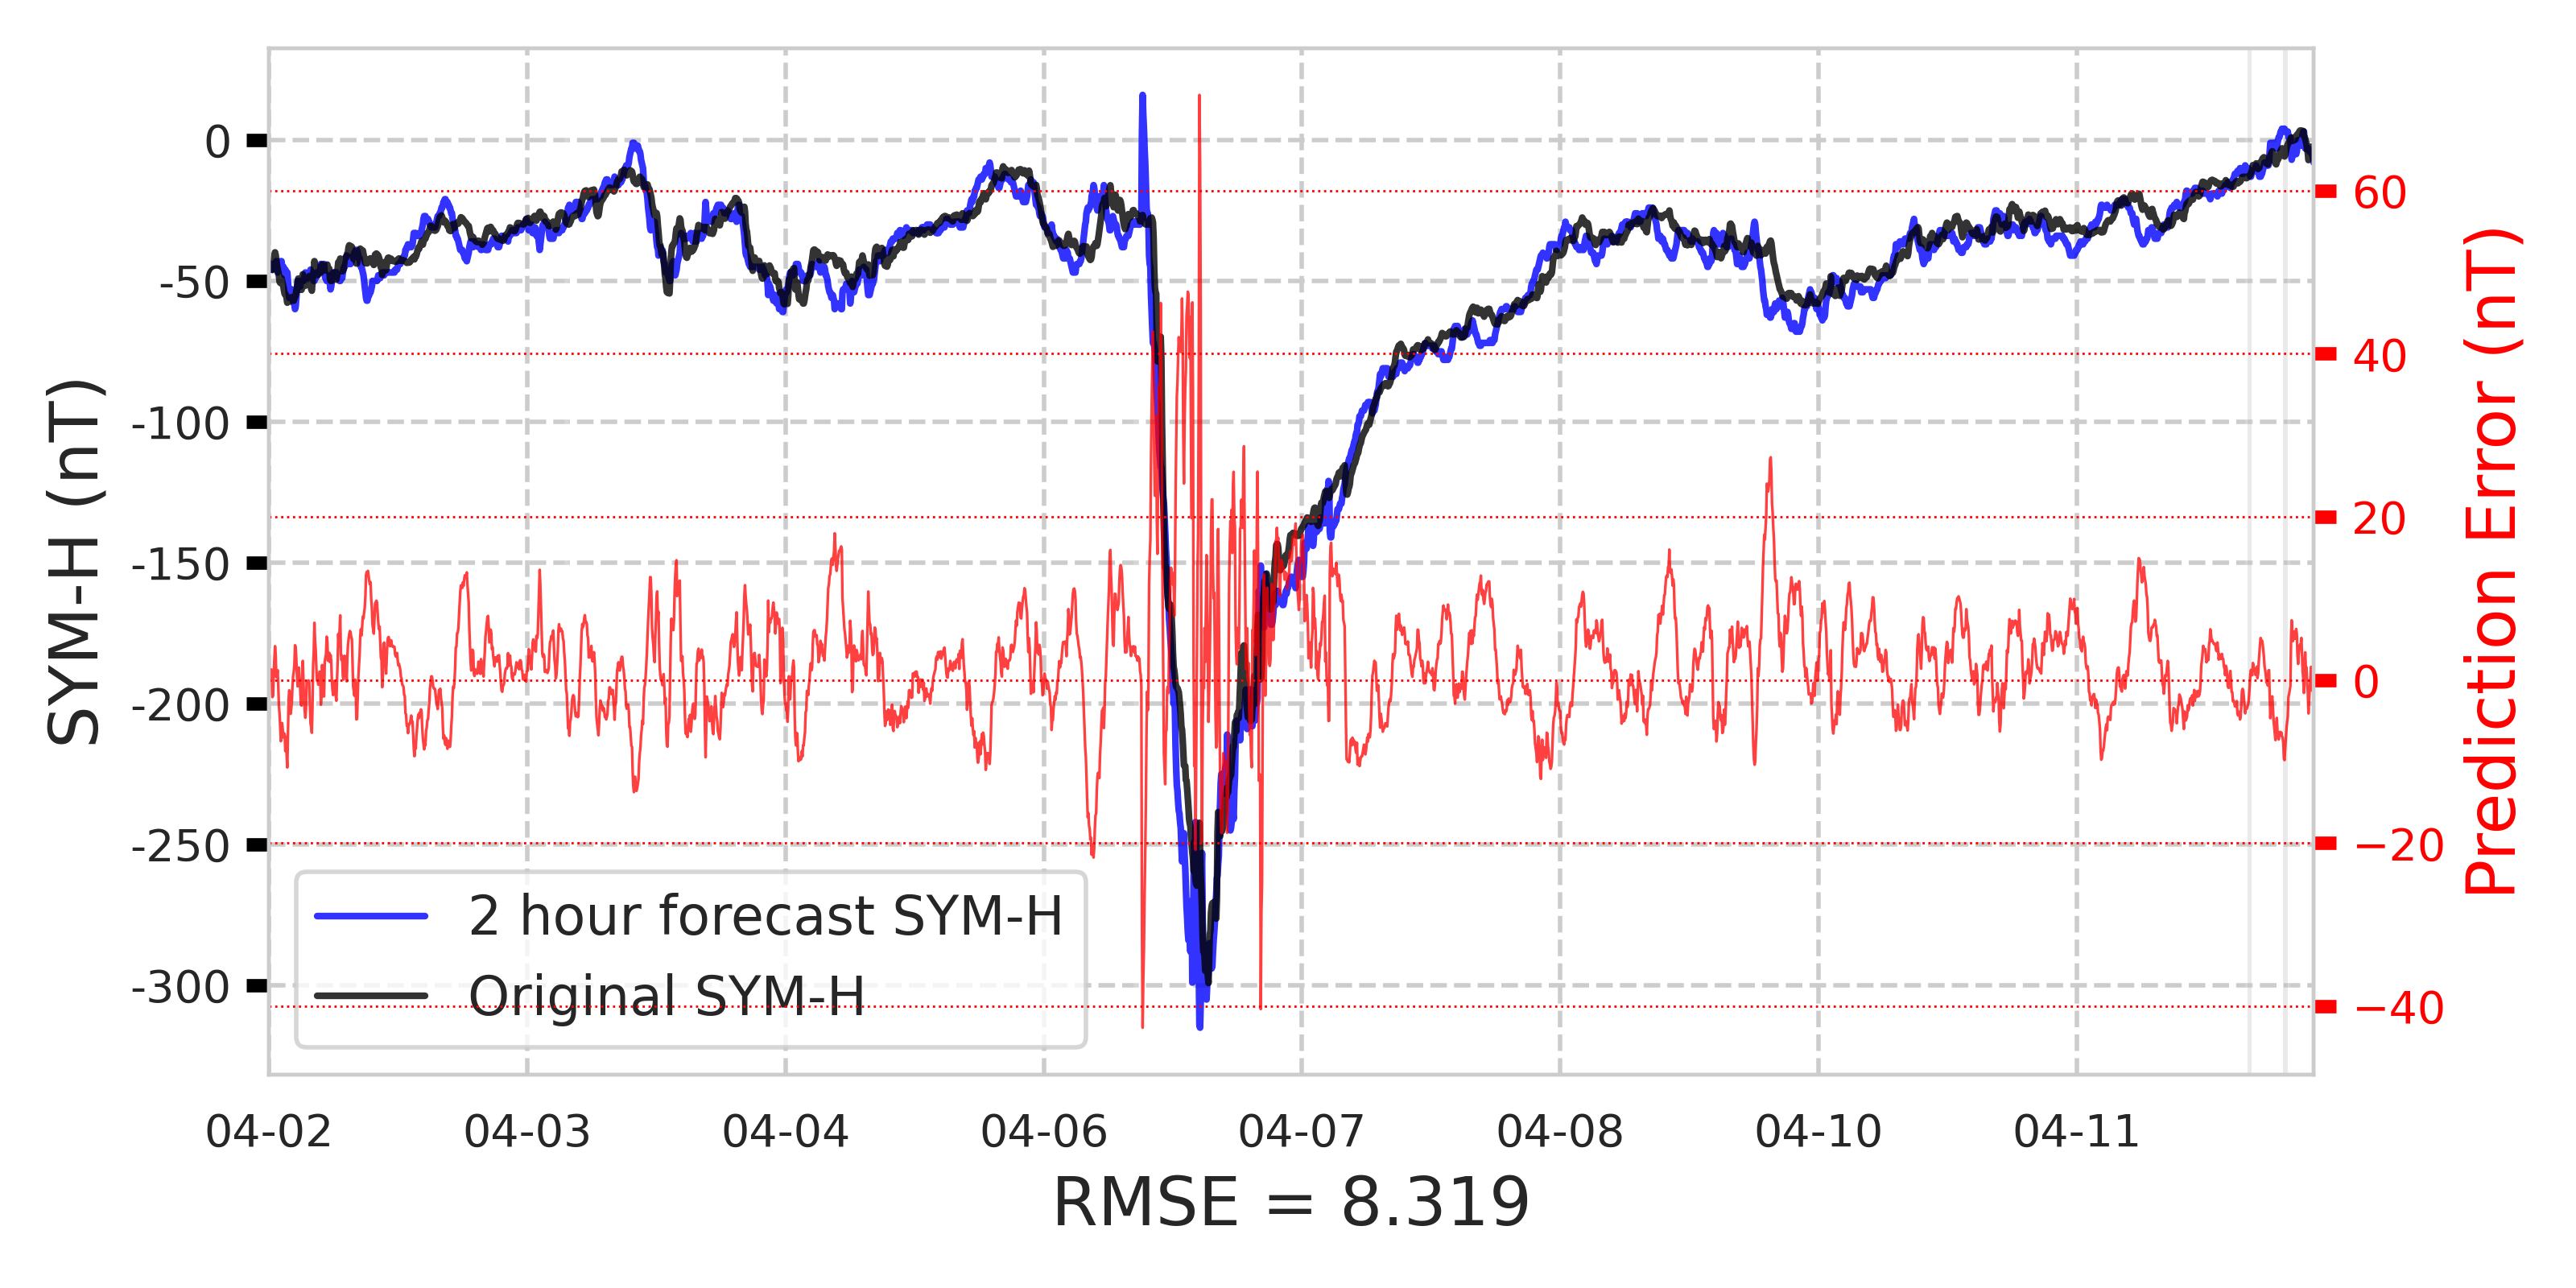 SYM-H (nT)
0
-50
-100
-150
-200
-250
-300
60
40
20
0
−20
−40
Prediction Error (nT)
2 hour forecast SYM-H
Original SYM-H
04-02 04-03 04-04 04-06 04-07 04-08 04-10 04-11
RMSE = 8.319